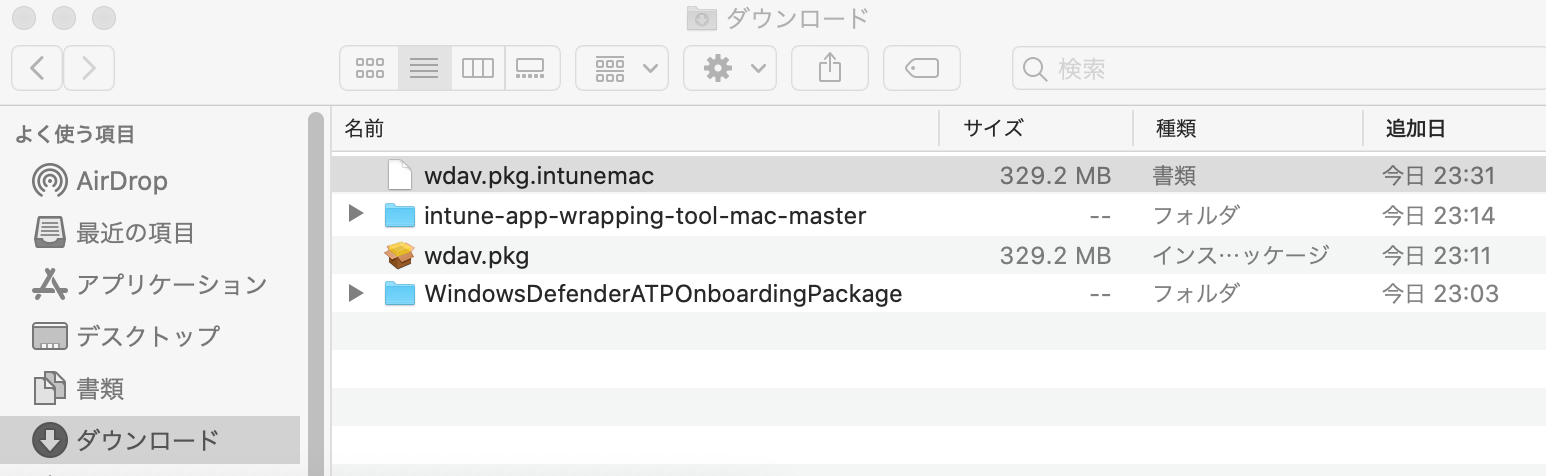 ダウンロード
検索
よく使う項目
AirDrop
最近の項目
アプリケーション
デスクトップ
書類
ダウンロード
名前 サイズ 種類 追加日
wdav.pkg.intunemac 329.2 MB 書類 今日 23:31
intune-app-wrapping-tool-mac-master -- フォルダ 今日 23:14
wdav.pkg 329.2 MB インス…ッケージ 今日 23:11
WindowsDefenderATPOnboardingPackage -- フォルダ 今日 23:03